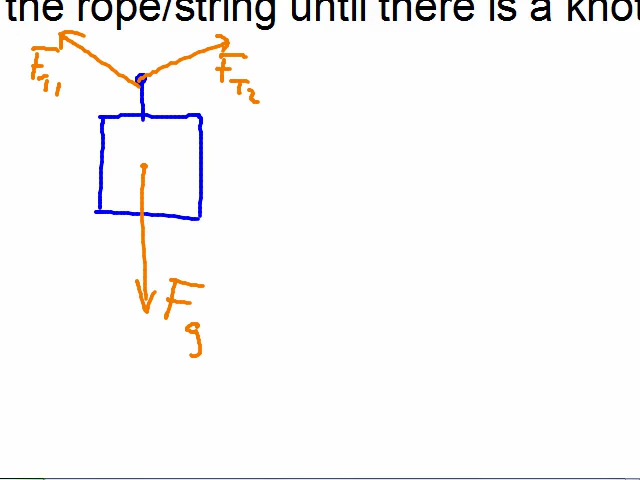 the rope/string until there is a knot
F_T1
F_T2
F_g